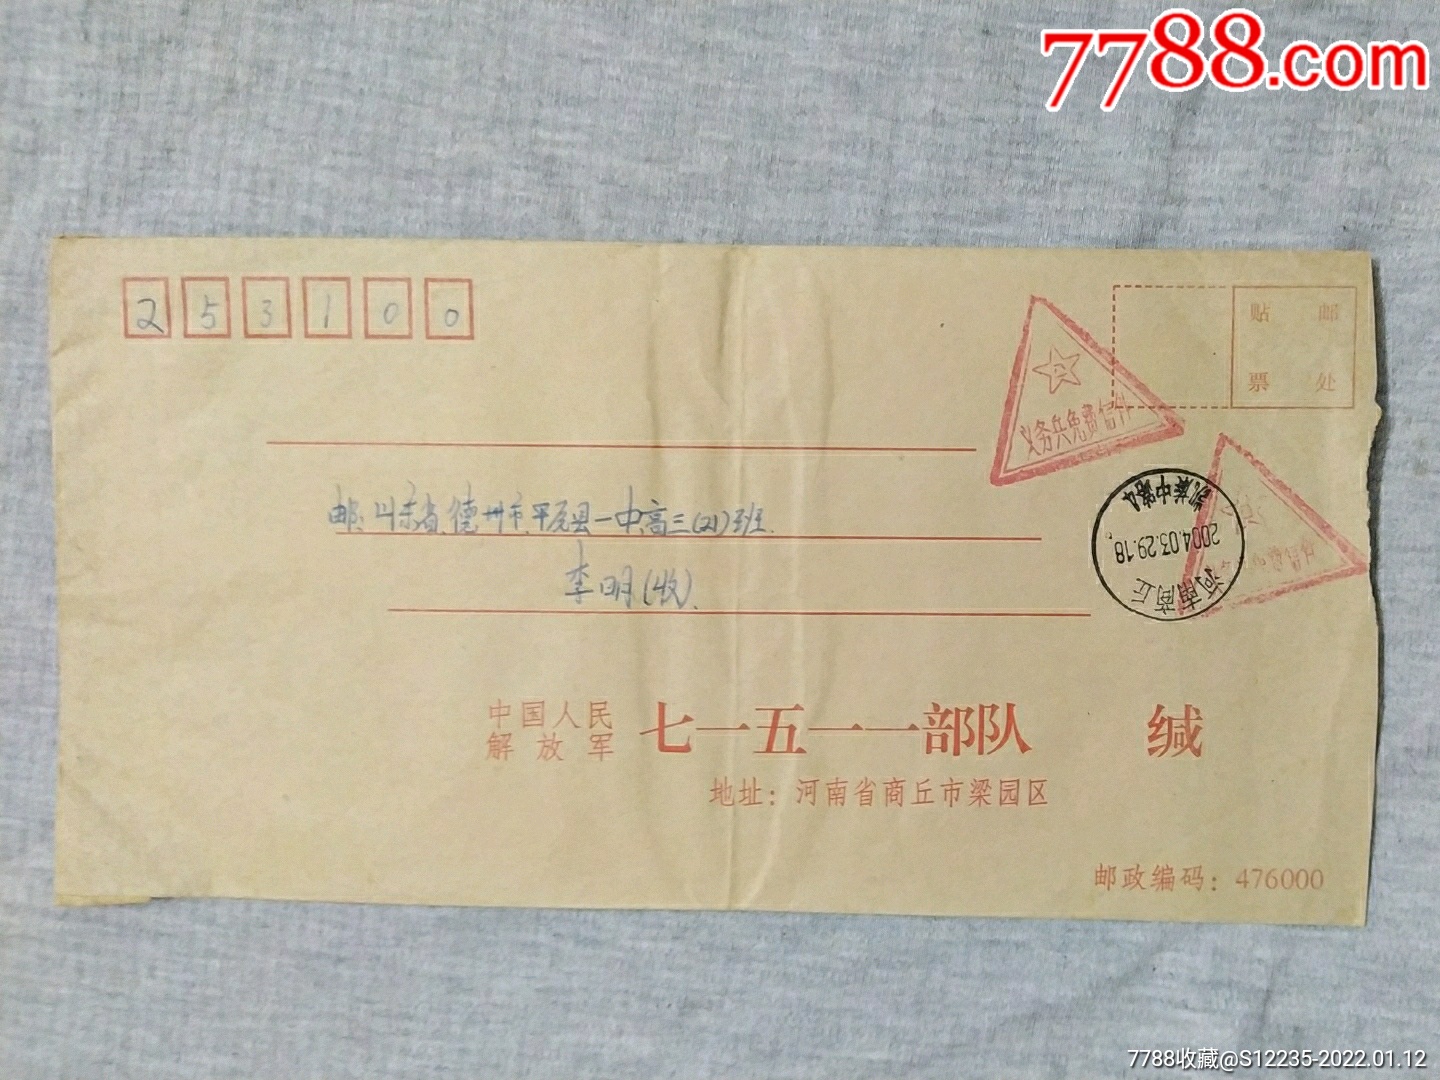 7788.com
253100
贴 邮
票 处
义务兵免费信件
邮:山东省德州市平原县一中高三(21)班.
李明(收).
2004.03.29.18
河南商丘
中国人民
解放军
七一五一一部队 缄
地址：河南省商丘市梁园区
邮政编码：476000
7788收藏@S12235-2022.01.12